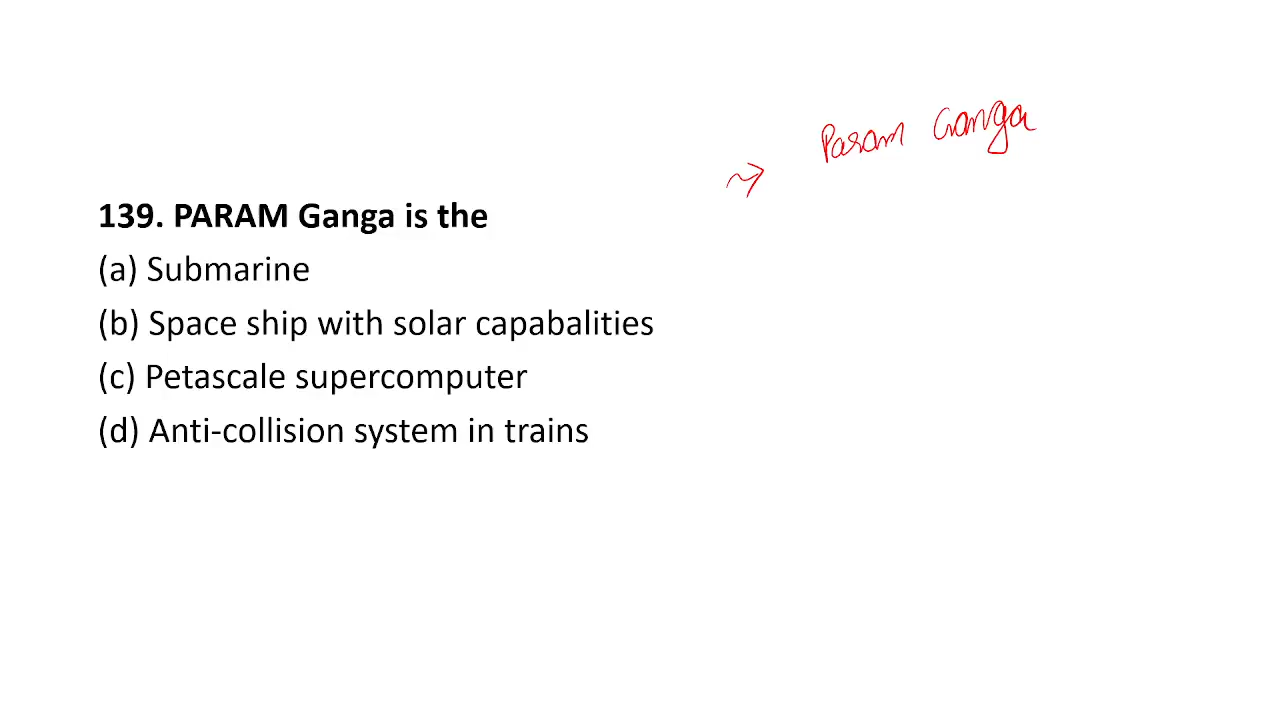 Param Ganga
139. PARAM Ganga is the
(a) Submarine
(b) Space ship with solar capabalities
(c) Petascale supercomputer
(d) Anti-collision system in trains